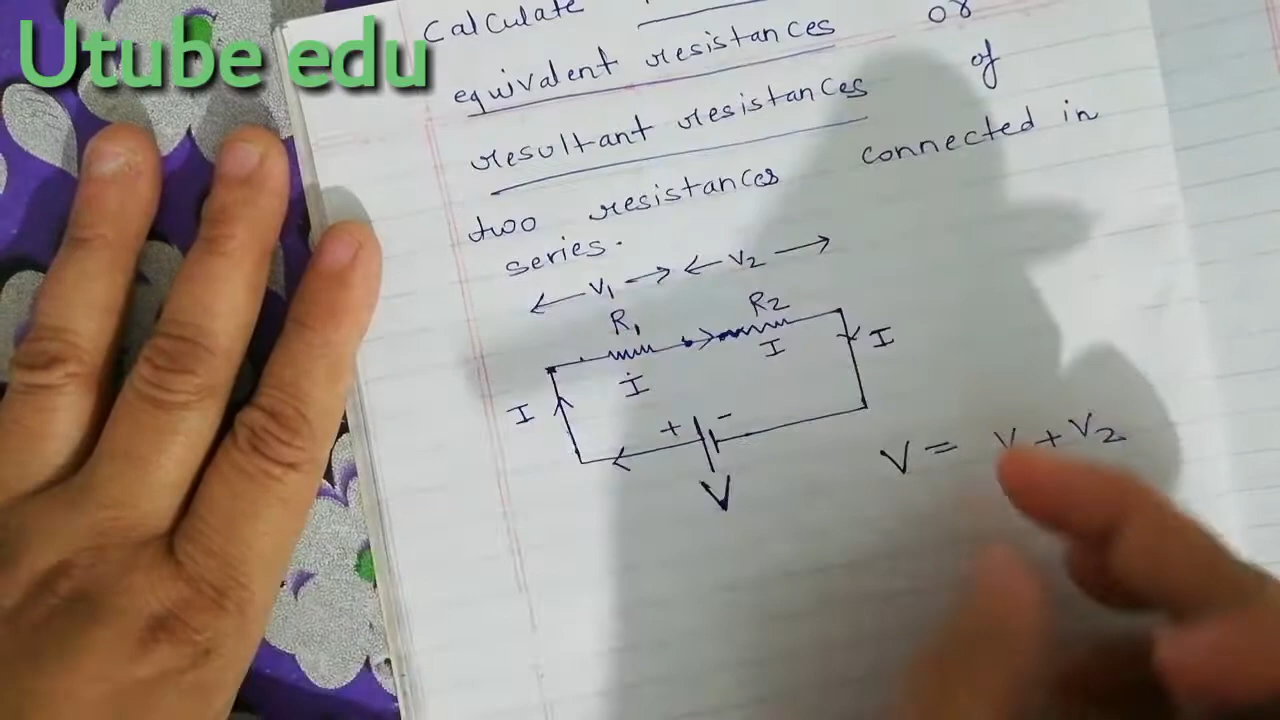 Utube edu
Calculate
equivalent resistances or
resultant resistances of
two resistances connected in
series.
V1 V2
R1 R2
I I I I
+ -
V
V = V + V2